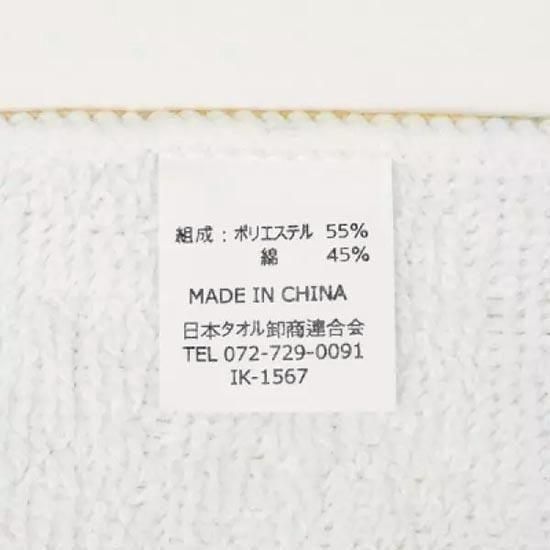 組成：ポリエステル 55%
綿 45%
MADE IN CHINA
日本タオル卸商連合会
TEL 072-729-0091
IK-1567